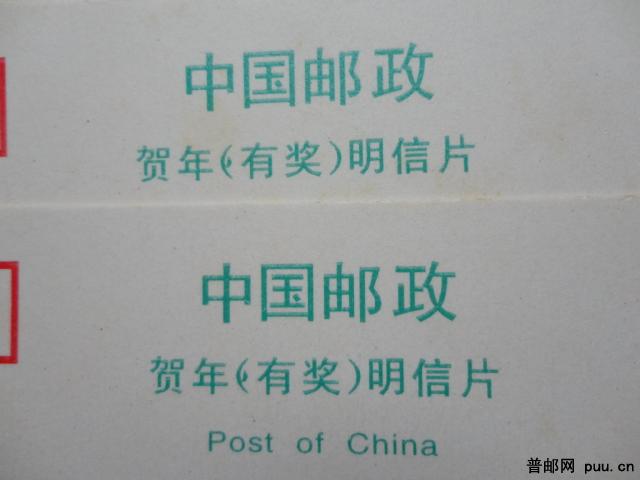 中国邮政
贺年(有奖)明信片
中国邮政
贺年(有奖)明信片
Post of China
普邮网 puu.cn